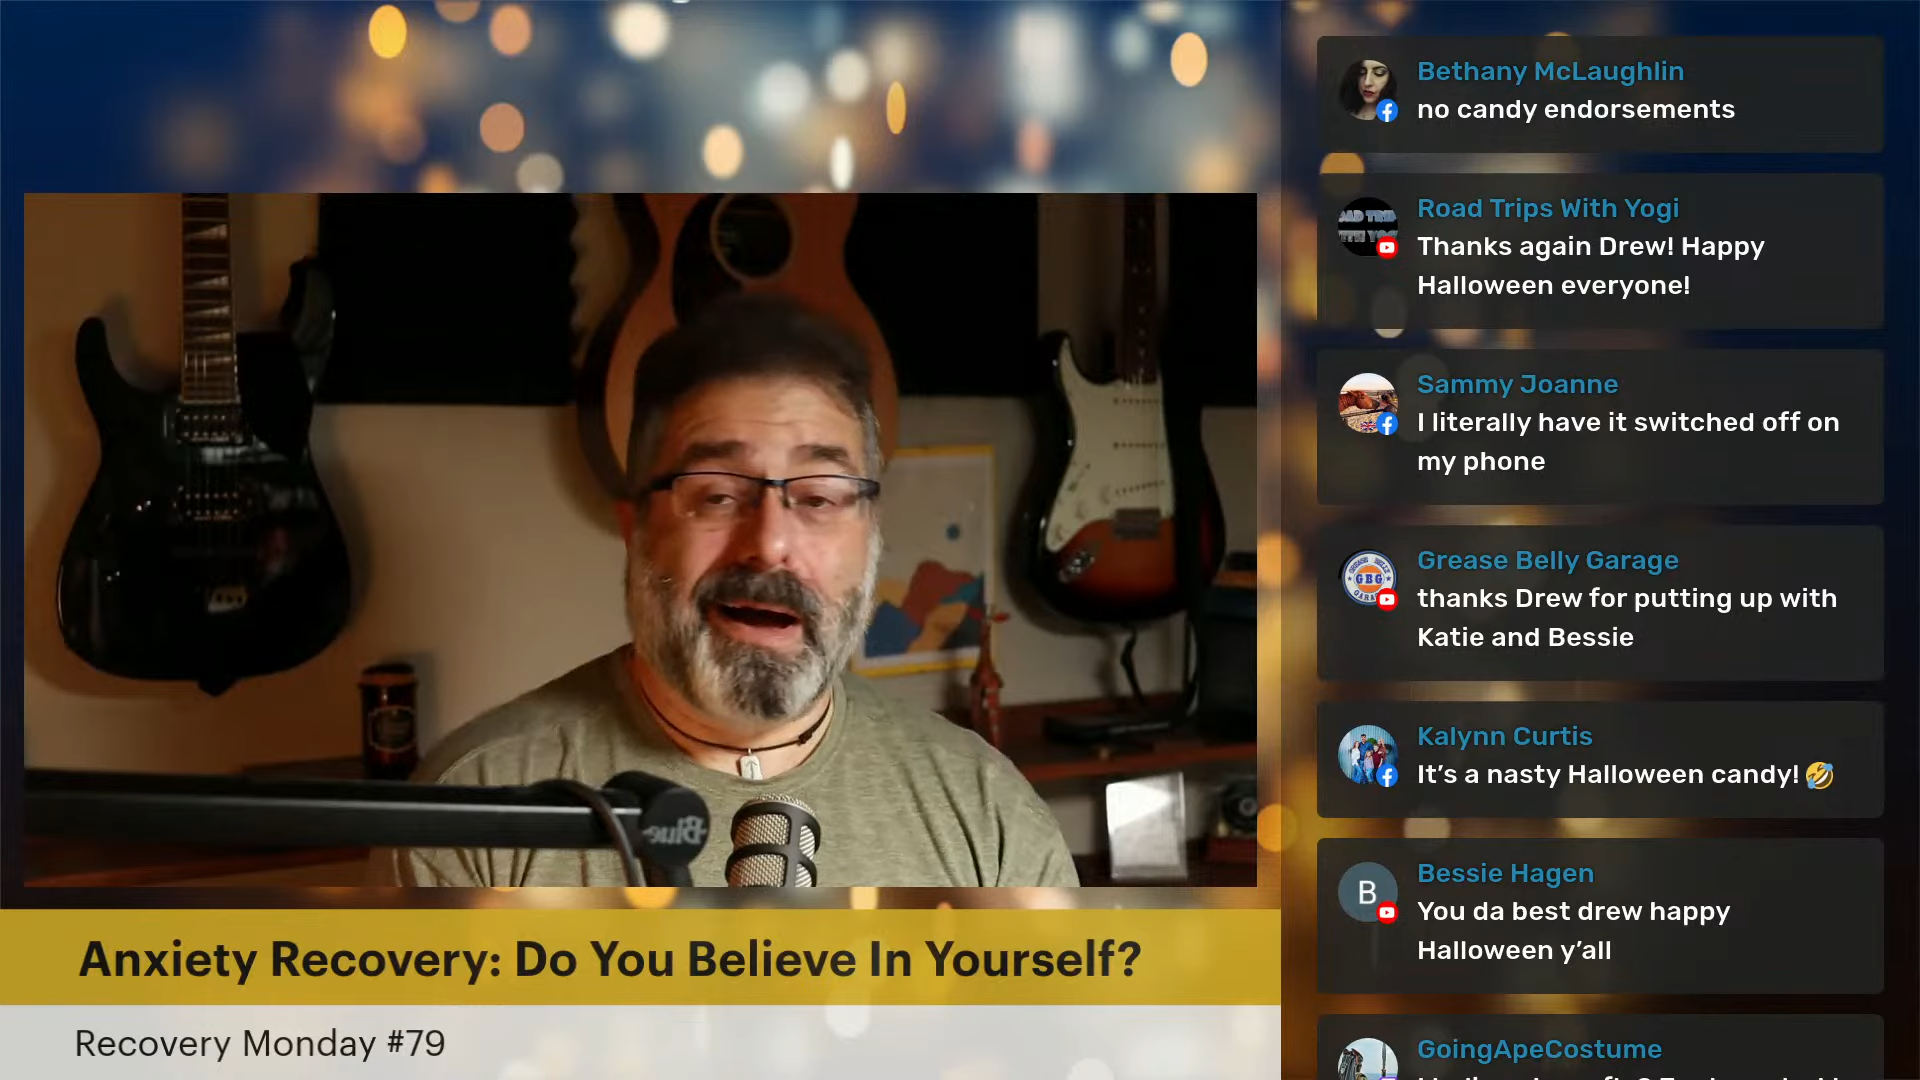 Bethany McLaughlin
no candy endorsements
Road Trips With Yogi
Thanks again Drew! Happy
Halloween everyone!
Sammy Joanne
I literally have it switched off on
my phone
GBG
Grease Belly Garage
thanks Drew for putting up with
Katie and Bessie
Kalynn Curtis
It's a nasty Halloween candy! 🤣
B
Bessie Hagen
You da best drew happy
Halloween y'all
GoingApeCostume
Blue
Anxiety Recovery: Do You Believe In Yourself?
Recovery Monday #79